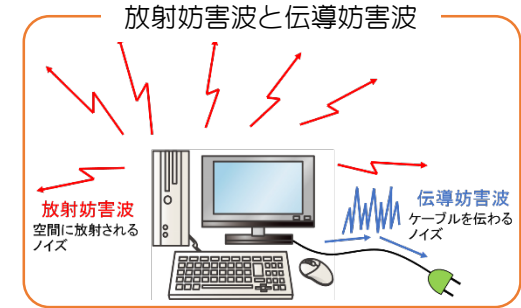 放射妨害波と伝導妨害波
放射妨害波
空間に放射される
ノイズ
伝導妨害波
ケーブルを伝わる
ノイズ